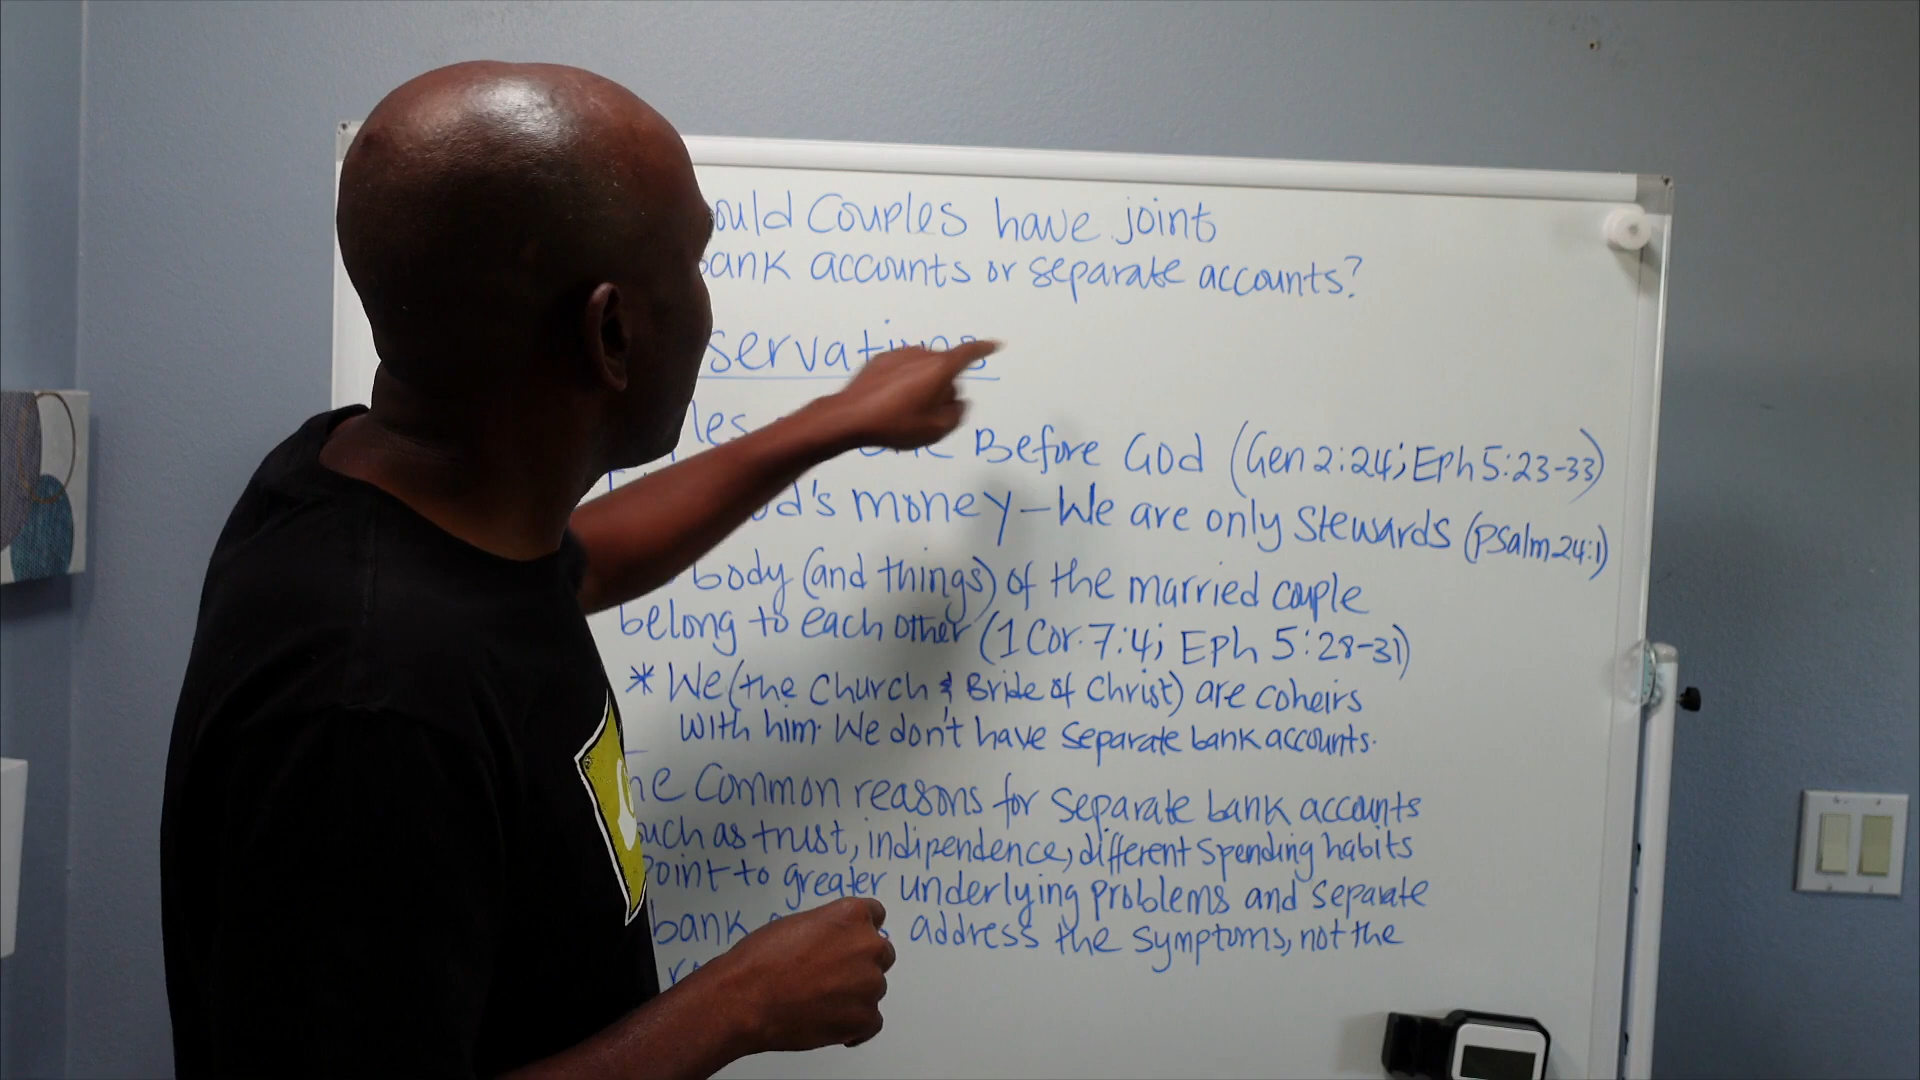 ould Couples have joint
bank accounts or separate accounts?
servations
les Before God (Gen 2:24; Eph 5:23-33)
od's money - We are only Stewards (Psalm 24:1)
body (and things) of the married couple
belong to each other (1 Cor. 7:4; Eph 5:28-31)
* We (the Church & Bride of Christ) are coheirs
with him. We don't have separate bank accounts.
he Common reasons for separate bank accounts
uch as trust, indipendence, different spending habits
Point to greater underlying problems and separate
bank address the symptoms, not the